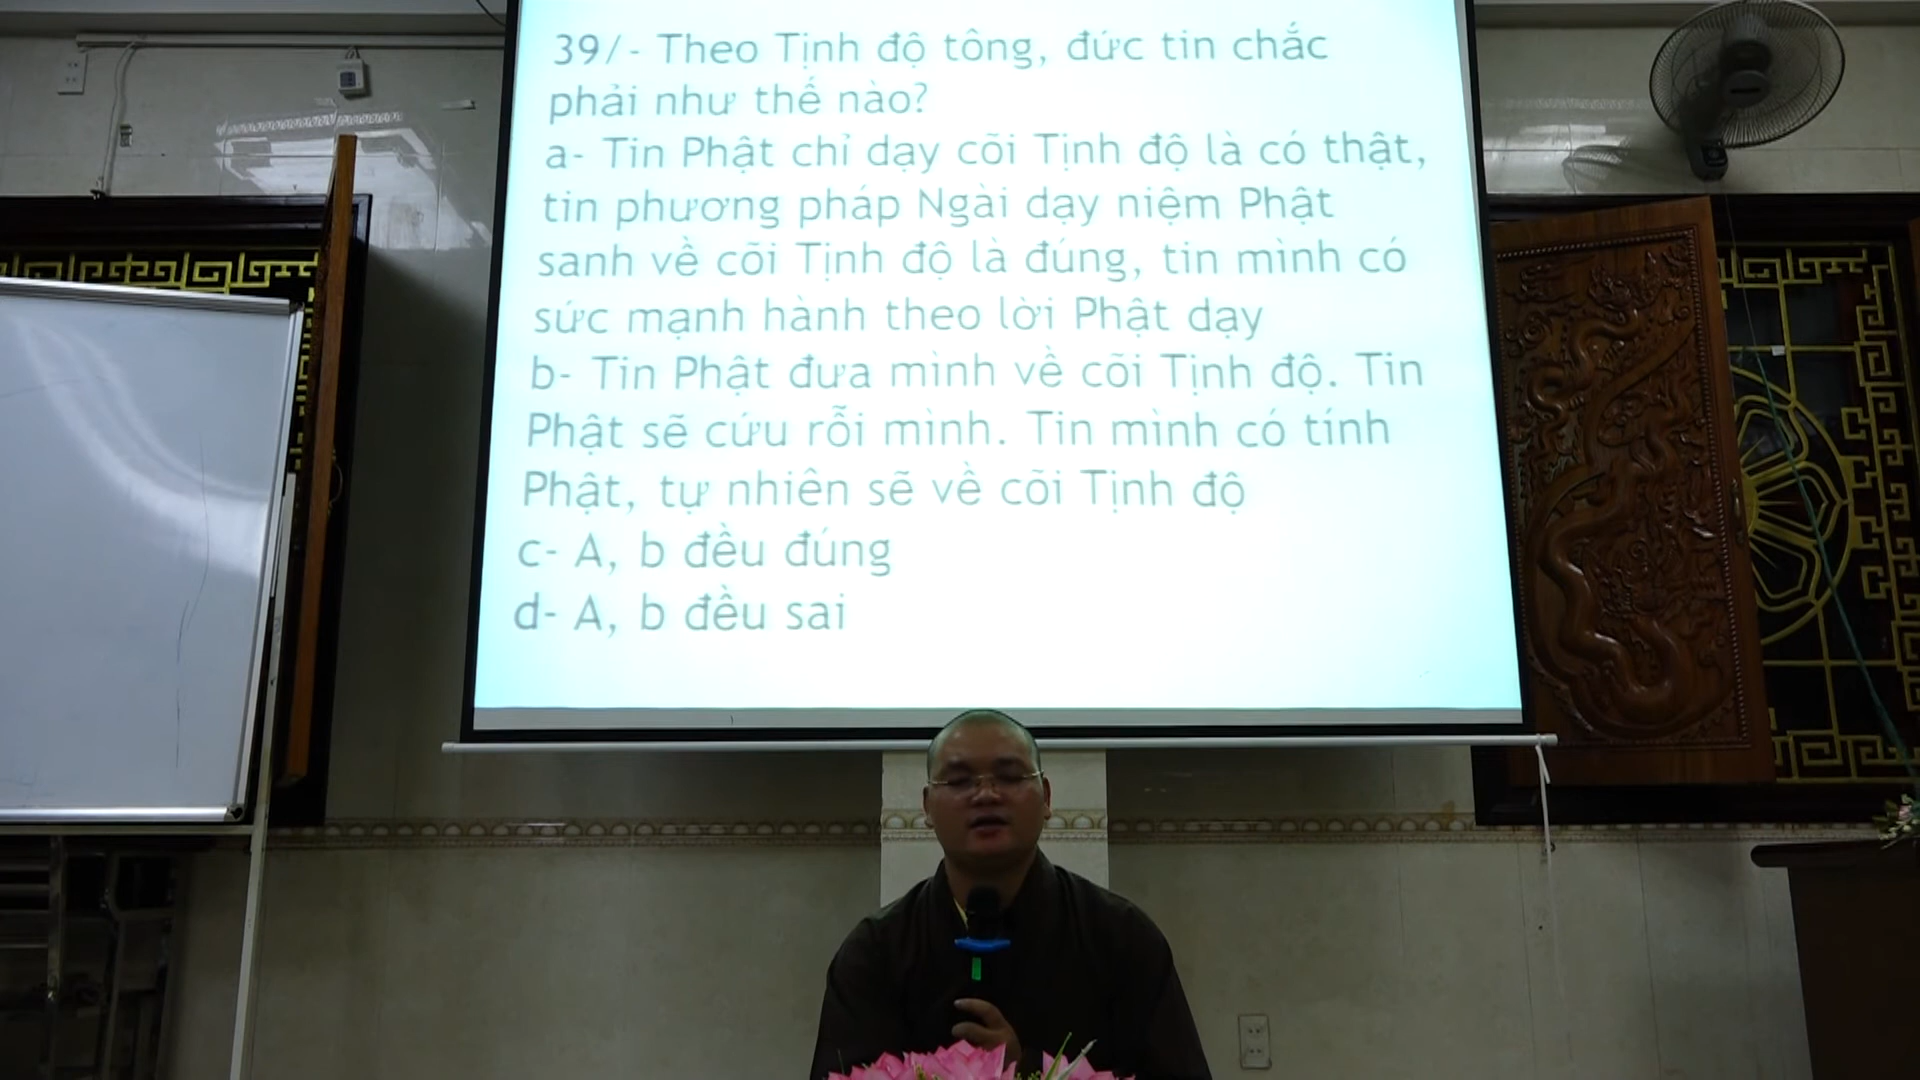 39/- Theo Tịnh độ tông, đức tin chắc
phải như thế nào?
a- Tin Phật chỉ dạy cõi Tịnh độ là có thật,
tin phương pháp Ngài dạy niệm Phật
sanh về cõi Tịnh độ là đúng, tin mình có
sức mạnh hành theo lời Phật dạy
b- Tin Phật đưa mình về cõi Tịnh độ. Tin
Phật sẽ cứu rỗi mình. Tin mình có tính
Phật, tự nhiên sẽ về cõi Tịnh độ
c- A, b đều đúng
d- A, b đều sai